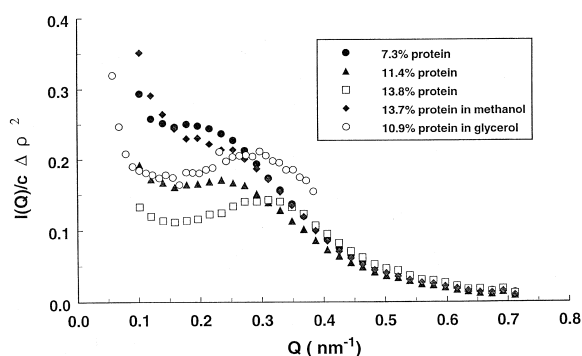 0.4
0.3
0.2
0.1
0.0
I(Q)/c Δ ρ 2
7.3% protein
11.4% protein
13.8% protein
13.7% protein in methanol
10.9% protein in glycerol
0.0 0.1 0.2 0.3 0.4 0.5 0.6 0.7 0.8
Q ( nm-1)